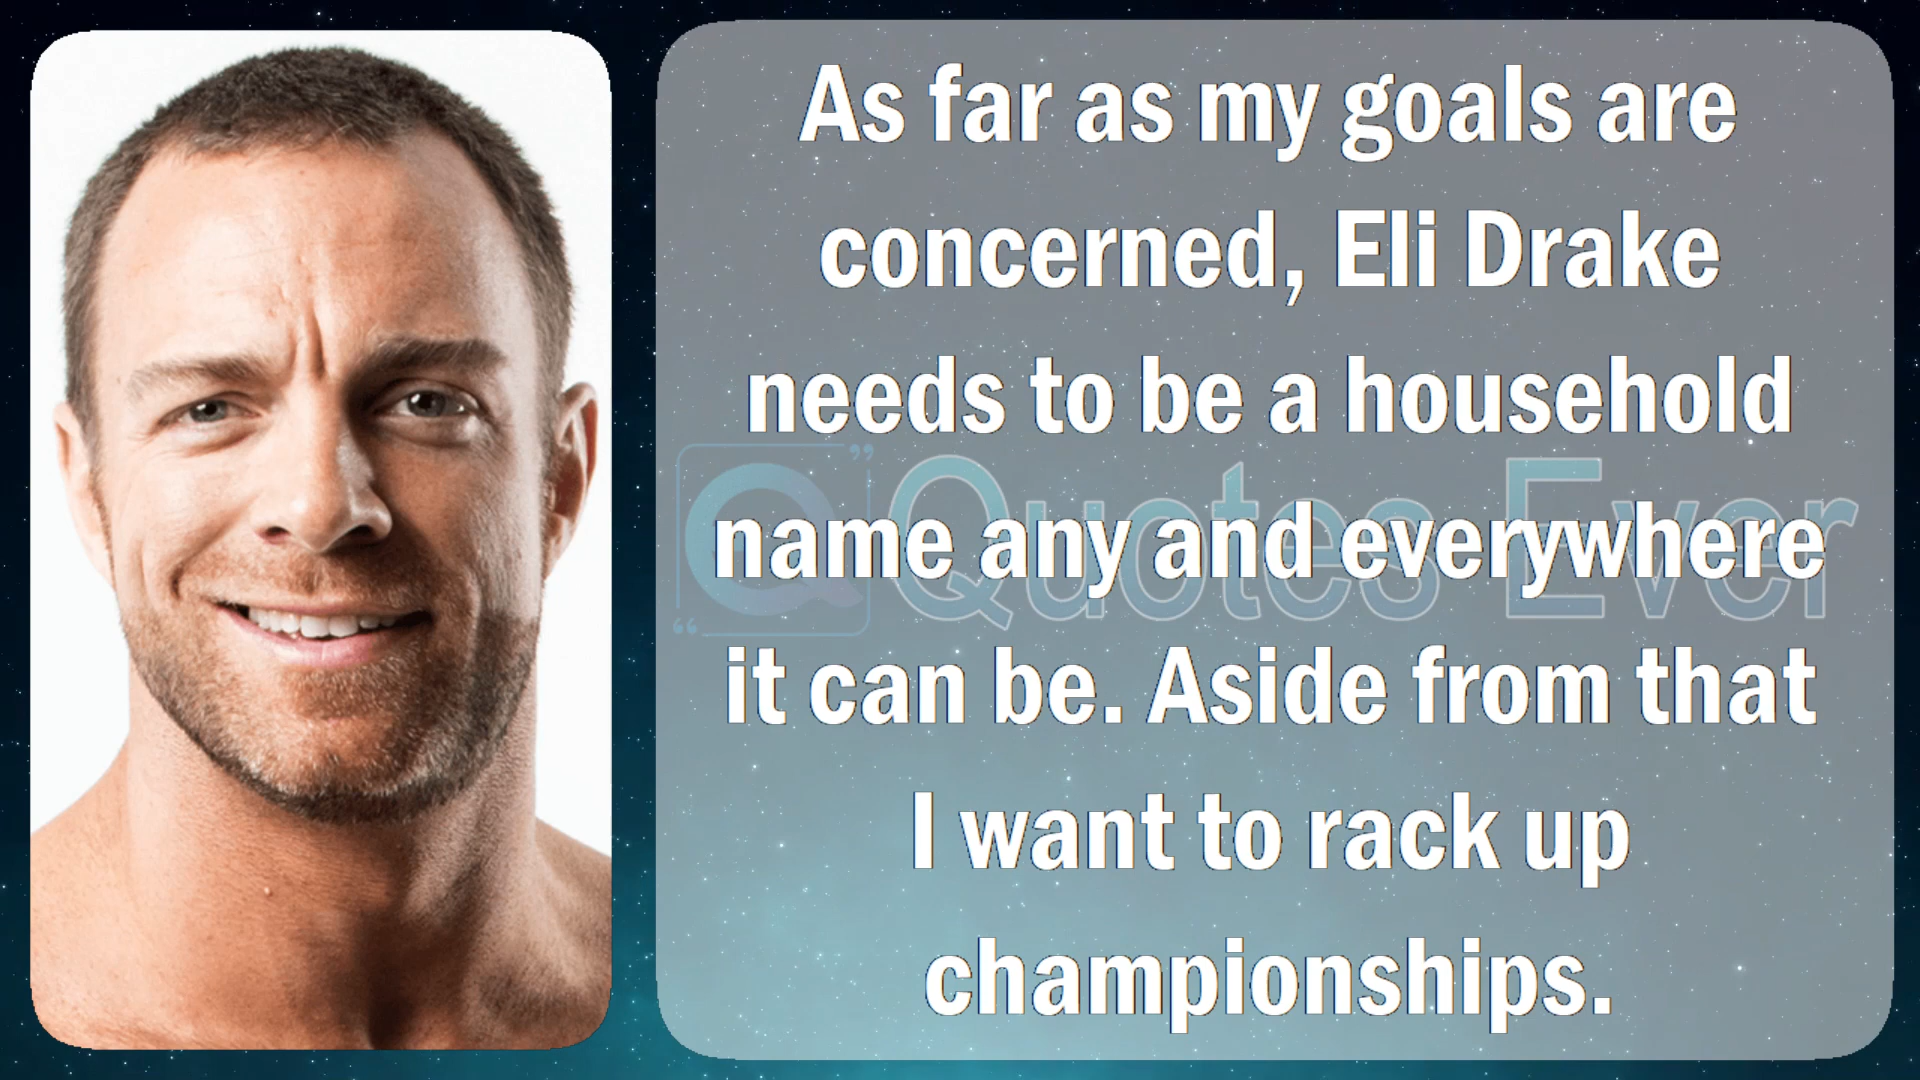 As far as my goals are
concerned, Eli Drake
needs to be a household
name any and everywhere
it can be. Aside from that
I want to rack up
championships.
Quotes Ever